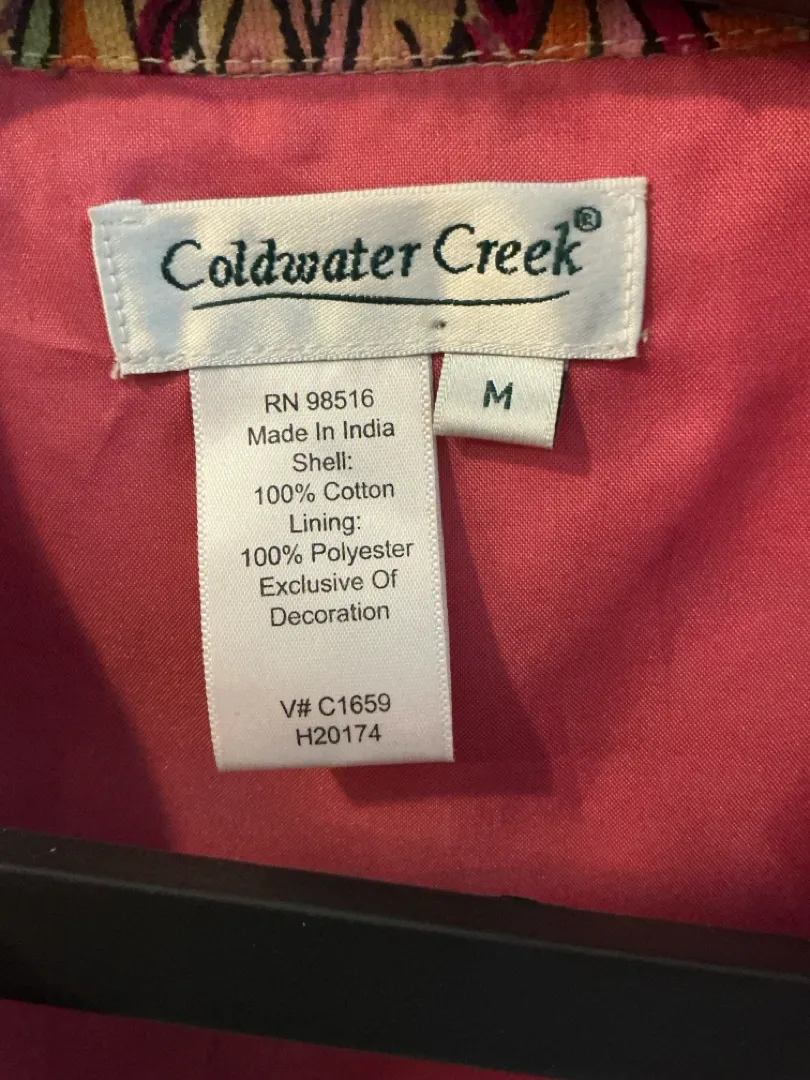 Coldwater Creek®
M
RN 98516
Made In India
Shell:
100% Cotton
Lining:
100% Polyester
Exclusive Of
Decoration
V# C1659
H20174